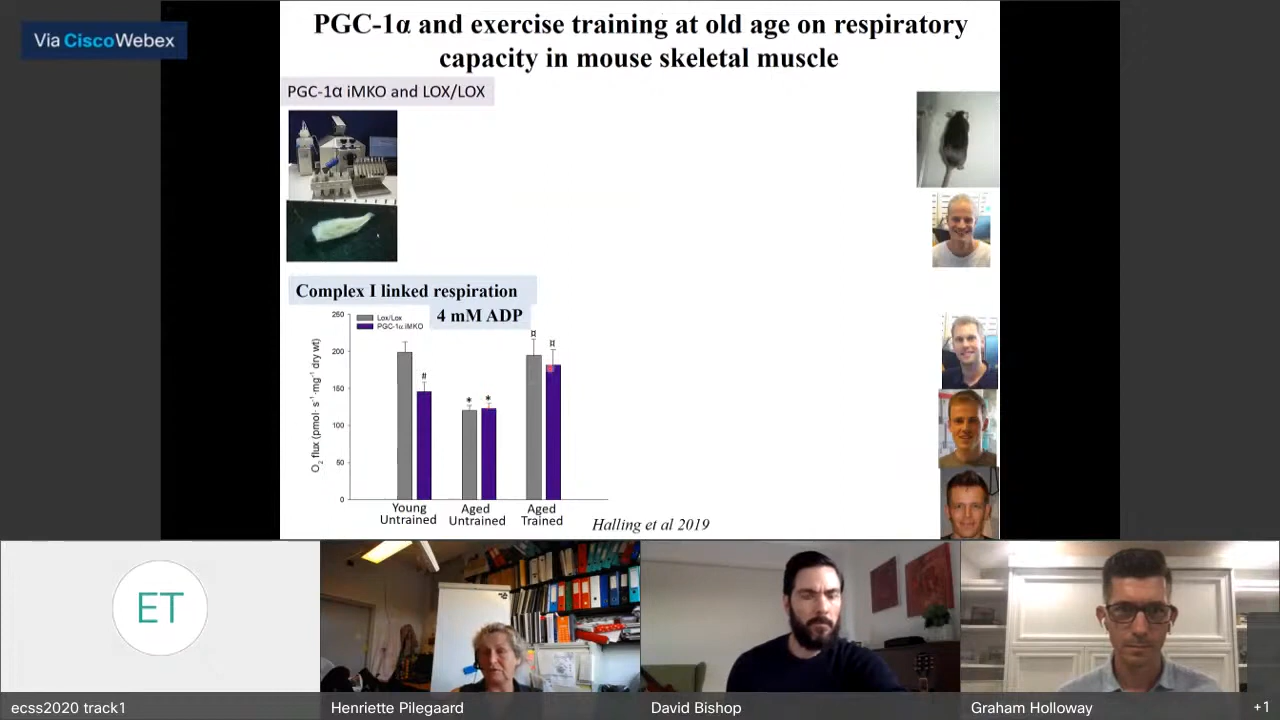 Via Cisco Webex
PGC-1α and exercise training at old age on respiratory
capacity in mouse skeletal muscle
PGC-1α iMKO and LOX/LOX
Complex I linked respiration
4 mM ADP
Lox/Lox
PGC-1α iMKO
O₂ flux (pmol· s⁻¹·mg⁻¹ dry wt)
250
200
150
100
50
0
#
*
*
¤
¤
Young
Untrained
Aged
Untrained
Aged
Trained
Halling et al 2019
ET
ecss2020 track1
Henriette Pilegaard
David Bishop
Graham Holloway
+1